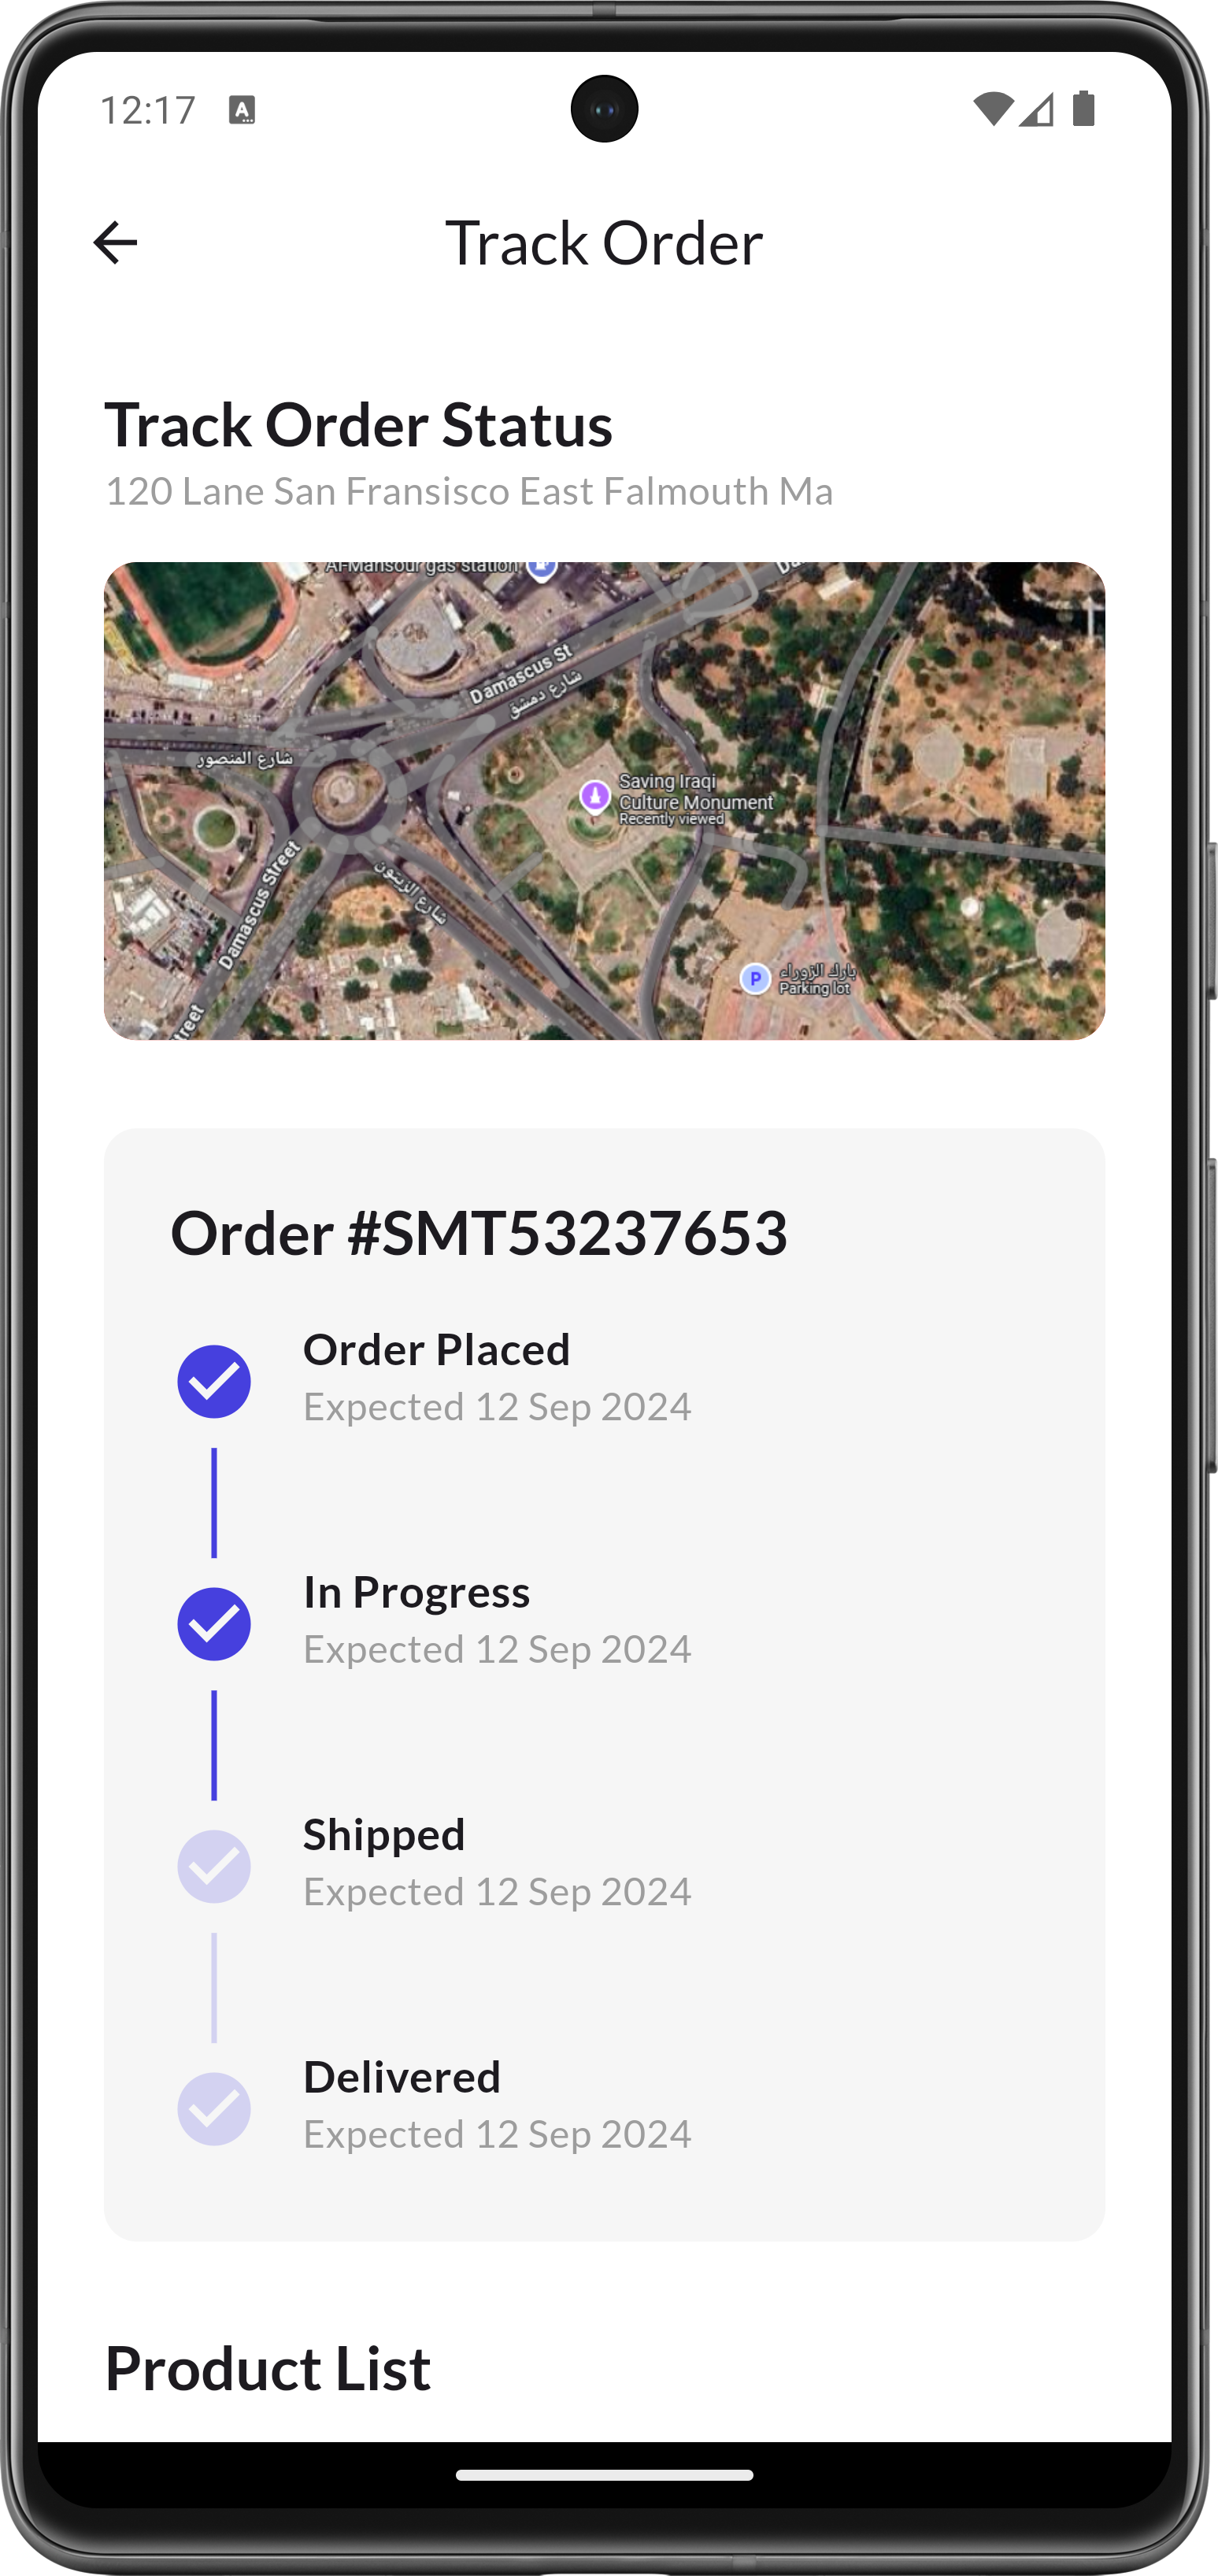 12:17
A
Track Order
Track Order Status
120 Lane San Fransisco East Falmouth Ma
Al-Mansour gas station
Damascus St
شارع دمشق
شارع المنصور
Saving Iraqi
Culture Monument
Recently viewed
Damascus Street
شارع الزيتون
P
بارك الزوراء
Parking lot
Order #SMT53237653
Order Placed
Expected 12 Sep 2024
In Progress
Expected 12 Sep 2024
Shipped
Expected 12 Sep 2024
Delivered
Expected 12 Sep 2024
Product List